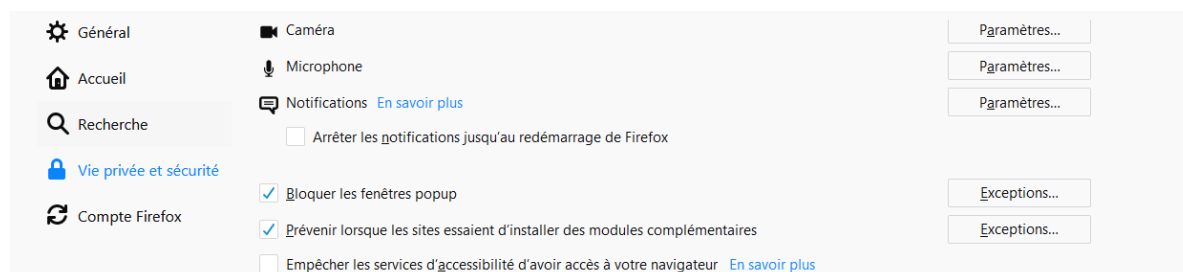 Général
Accueil
Recherche
Vie privée et sécurité
Compte Firefox
Caméra Paramètres...
Microphone Paramètres...
Notifications En savoir plus Paramètres...
Arrêter les notifications jusqu'au redémarrage de Firefox
Bloquer les fenêtres popup Exceptions...
Prévenir lorsque les sites essaient d'installer des modules complémentaires Exceptions...
Empêcher les services d'accessibilité d'avoir accès à votre navigateur En savoir plus